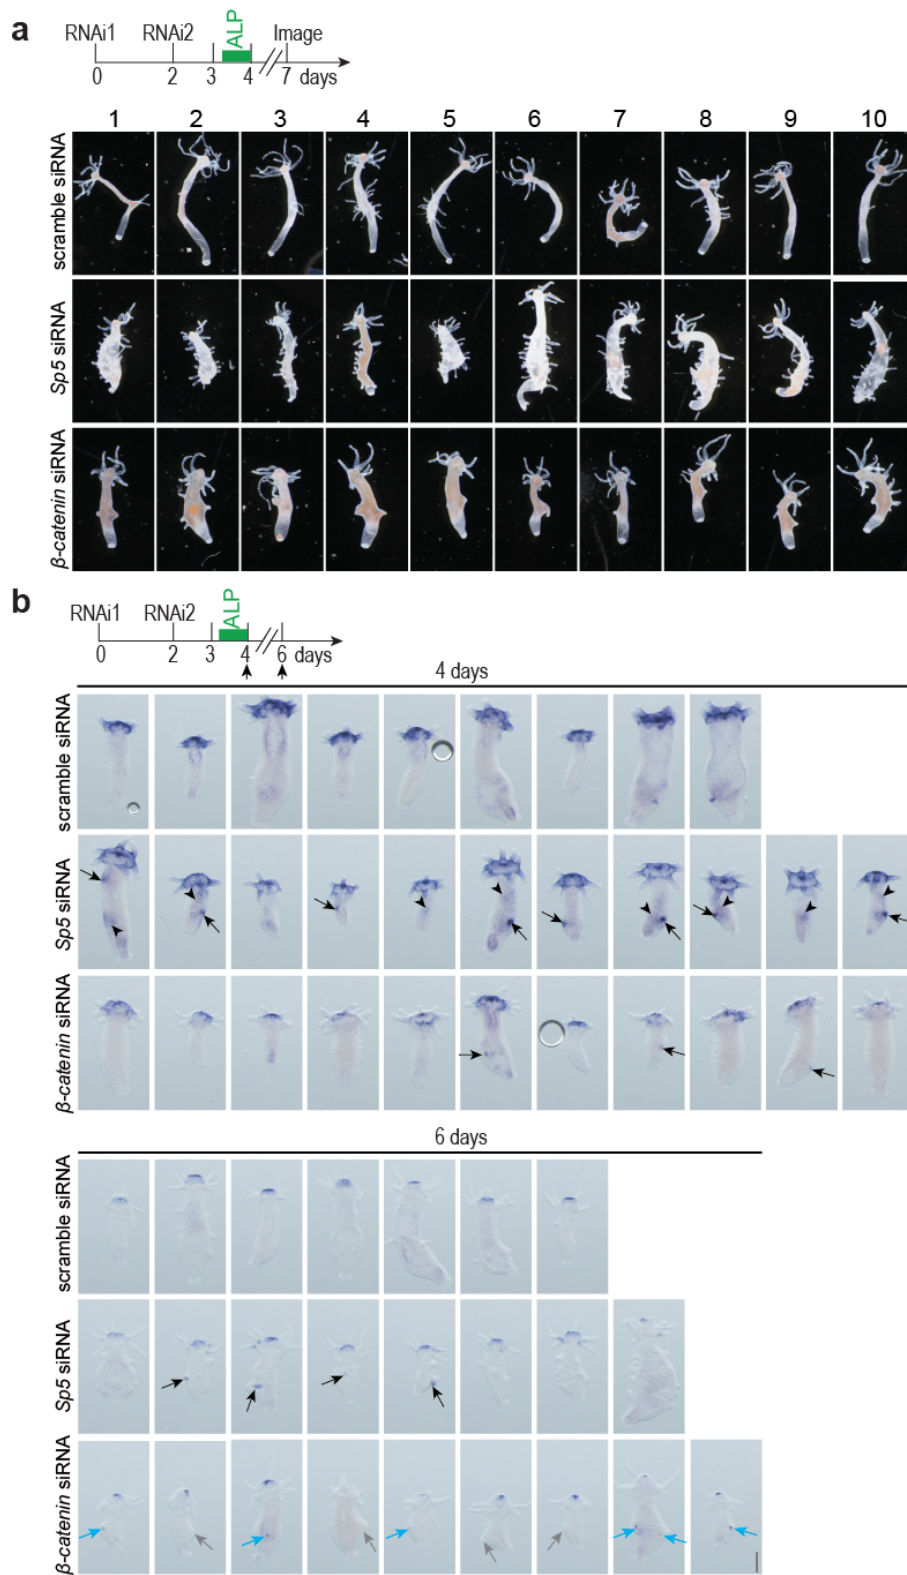 a
RNAi1 RNAi2 ALP Image
0 2 3 4 7 days
1 2 3 4 5 6 7 8 9 10
scramble siRNA
Sp5 siRNA
β-catenin siRNA
b
RNAi1 RNAi2 ALP
0 2 3 4 6 days
4 days
scramble siRNA
Sp5 siRNA
β-catenin siRNA
6 days
scramble siRNA
Sp5 siRNA
β-catenin siRNA